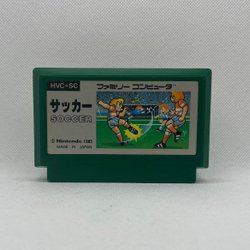 HVC-SC
ファミリー コンピュータ
サッカー
SOCCER
© Nintendo
MADE IN JAPAN